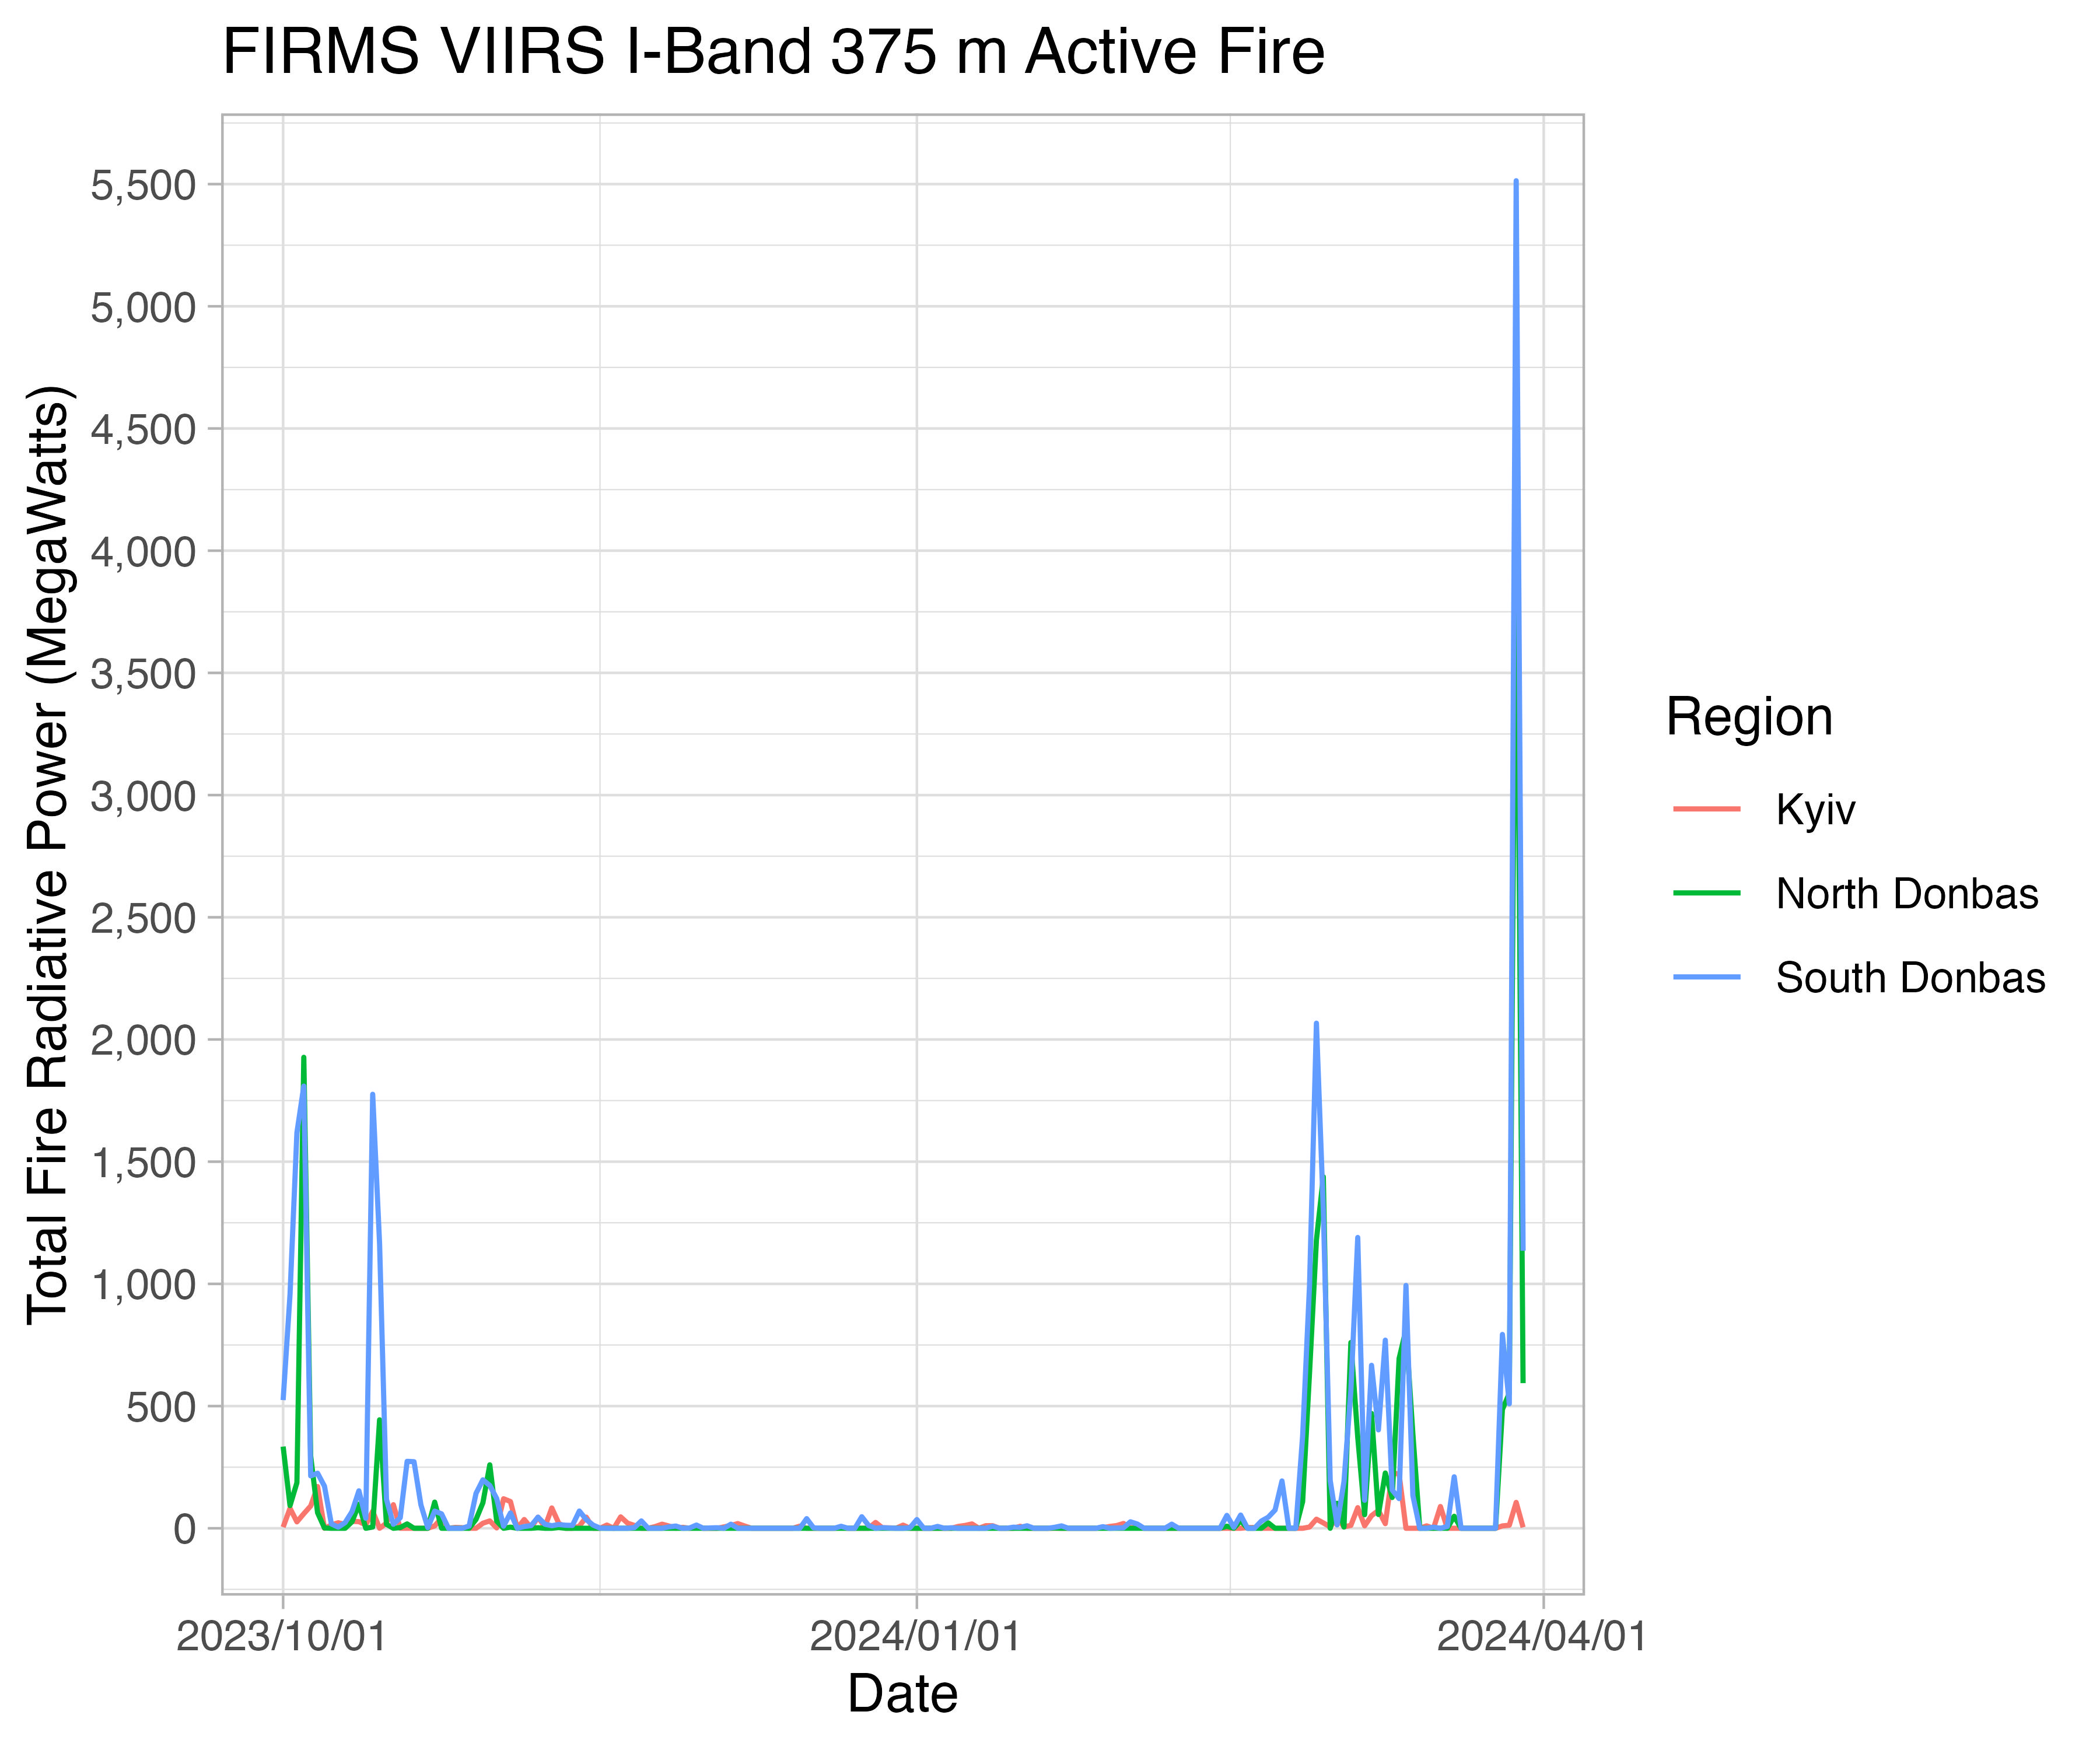 FIRMS VIIRS I-Band 375 m Active Fire
Total Fire Radiative Power (MegaWatts)
5,500
5,000
4,500
4,000
3,500
3,000
2,500
2,000
1,500
1,000
500
0
2023/10/01 2024/01/01 2024/04/01
Date
Region
Kyiv
North Donbas
South Donbas